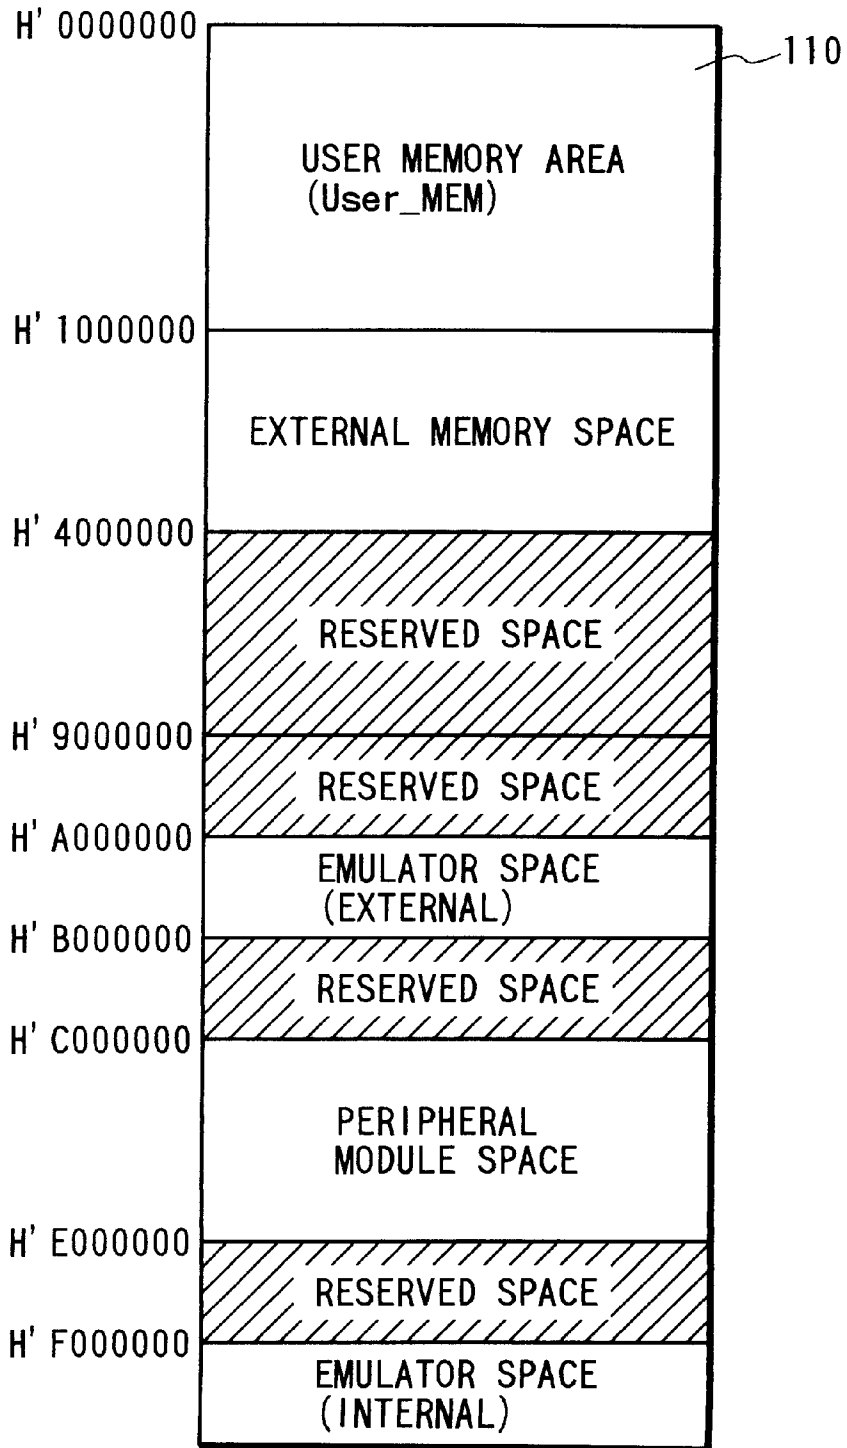 H' 0000000
110
USER MEMORY AREA
(User_MEM)
H' 1000000
EXTERNAL MEMORY SPACE
H' 4000000
RESERVED SPACE
H' 9000000
RESERVED SPACE
H' A000000
EMULATOR SPACE
(EXTERNAL)
H' B000000
RESERVED SPACE
H' C000000
PERIPHERAL
MODULE SPACE
H' E000000
RESERVED SPACE
H' F000000
EMULATOR SPACE
(INTERNAL)